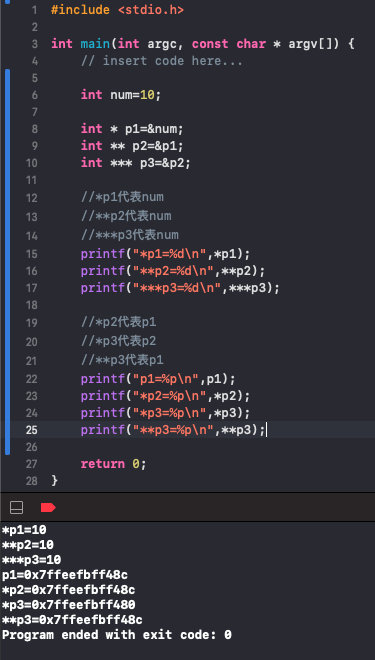 1 #include <stdio.h>
2
3 int main(int argc, const char * argv[]) {
4 // insert code here...
5
6 int num=10;
7
8 int * p1=&num;
9 int ** p2=&p1;
10 int *** p3=&p2;
11
12 //*p1代表num
13 //**p2代表num
14 //***p3代表num
15 printf("*p1=%d\n",*p1);
16 printf("**p2=%d\n",**p2);
17 printf("***p3=%d\n",***p3);
18
19 //*p2代表p1
20 //*p3代表p2
21 //**p3代表p1
22 printf("p1=%p\n",p1);
23 printf("*p2=%p\n",*p2);
24 printf("*p3=%p\n",*p3);
25 printf("**p3=%p\n",**p3);
26
27 return 0;
28 }
*p1=10
**p2=10
***p3=10
p1=0x7ffeefbff48c
*p2=0x7ffeefbff48c
*p3=0x7ffeefbff480
**p3=0x7ffeefbff48c
Program ended with exit code: 0